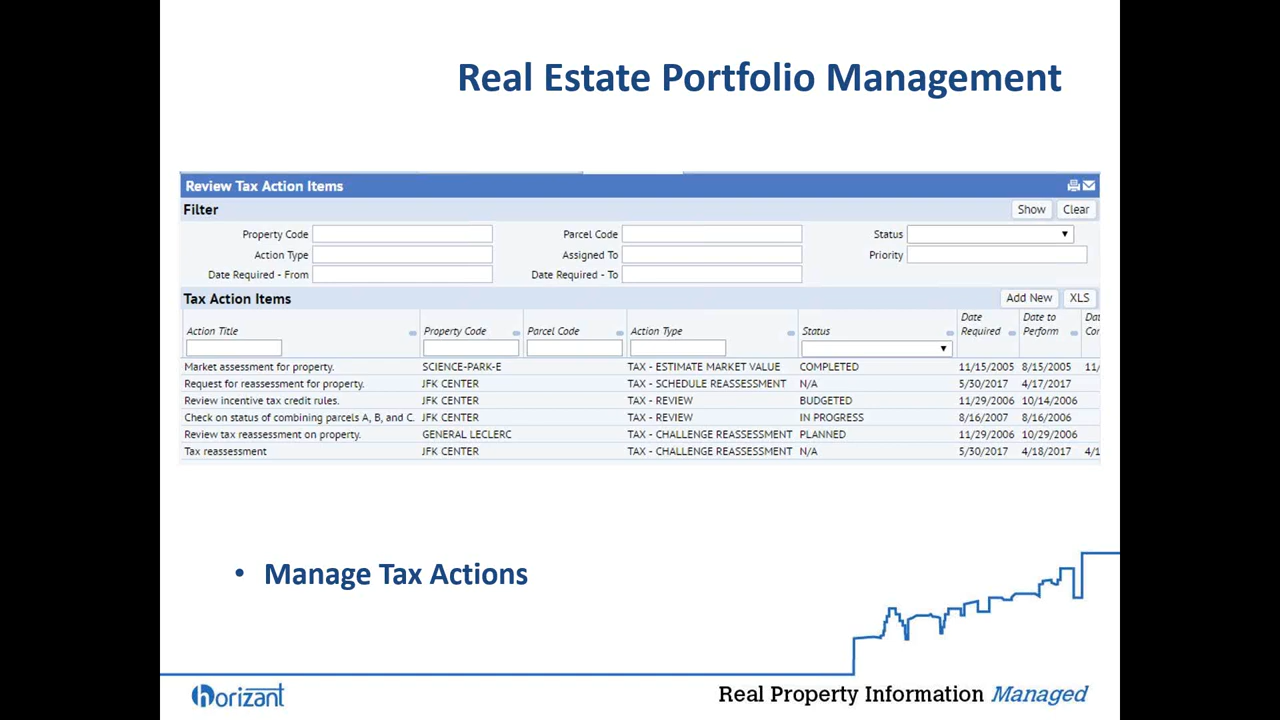 Real Estate Portfolio Management
Review Tax Action Items
Filter Show Clear
Property Code Parcel Code Status
Action Type Assigned To Priority
Date Required - From Date Required - To
Tax Action Items Add New XLS
Action Title Property Code Parcel Code Action Type Status Date Required Date to Perform Dat Cor
Market assessment for property. SCIENCE-PARK-E TAX - ESTIMATE MARKET VALUE COMPLETED 11/15/2005 8/15/2005 11/
Request for reassessment for property. JFK CENTER TAX - SCHEDULE REASSESSMENT N/A 5/30/2017 4/17/2017
Review incentive tax credit rules. JFK CENTER TAX - REVIEW BUDGETED 11/29/2006 10/14/2006
Check on status of combining parcels A, B, and C. JFK CENTER TAX - REVIEW IN PROGRESS 8/16/2007 8/16/2006
Review tax reassessment on property. GENERAL LECLERC TAX - CHALLENGE REASSESSMENT PLANNED 11/29/2006 10/29/2006
Tax reassessment JFK CENTER TAX - CHALLENGE REASSESSMENT N/A 5/30/2017 4/18/2017 4/1
• Manage Tax Actions
horizant Real Property Information Managed